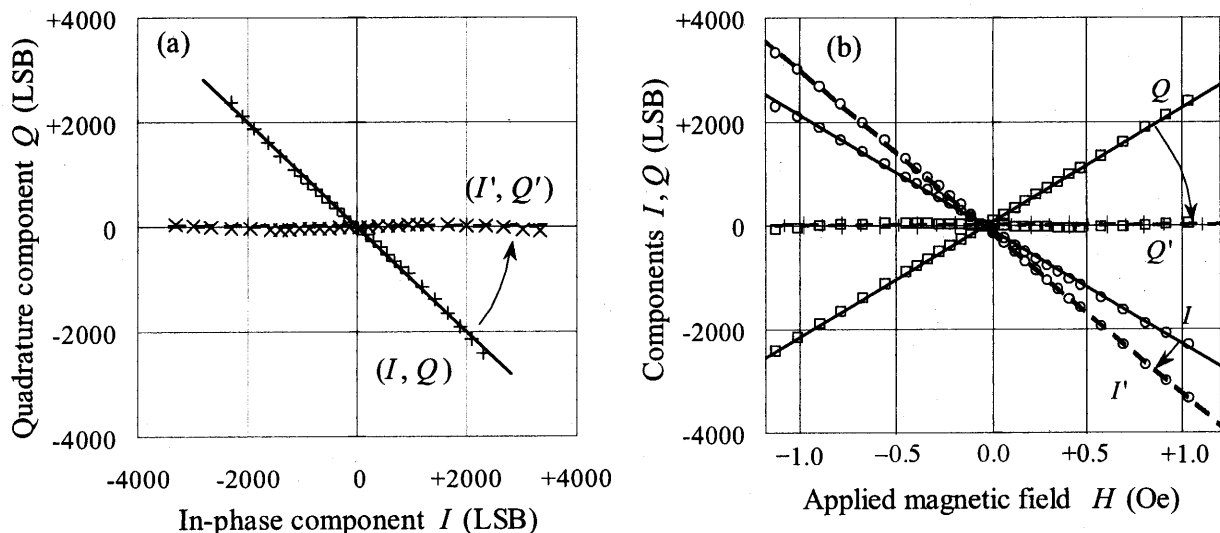 (a)
Quadrature component Q (LSB)
+4000
+2000
0
-2000
-4000
(I', Q')
(I, Q)
-4000 -2000 0 +2000 +4000
In-phase component I (LSB)
(b)
Components I, Q (LSB)
+4000
+2000
0
-2000
-4000
Q
Q'
I
I'
−1.0 −0.5 0.0 +0.5 +1.0
Applied magnetic field H (Oe)